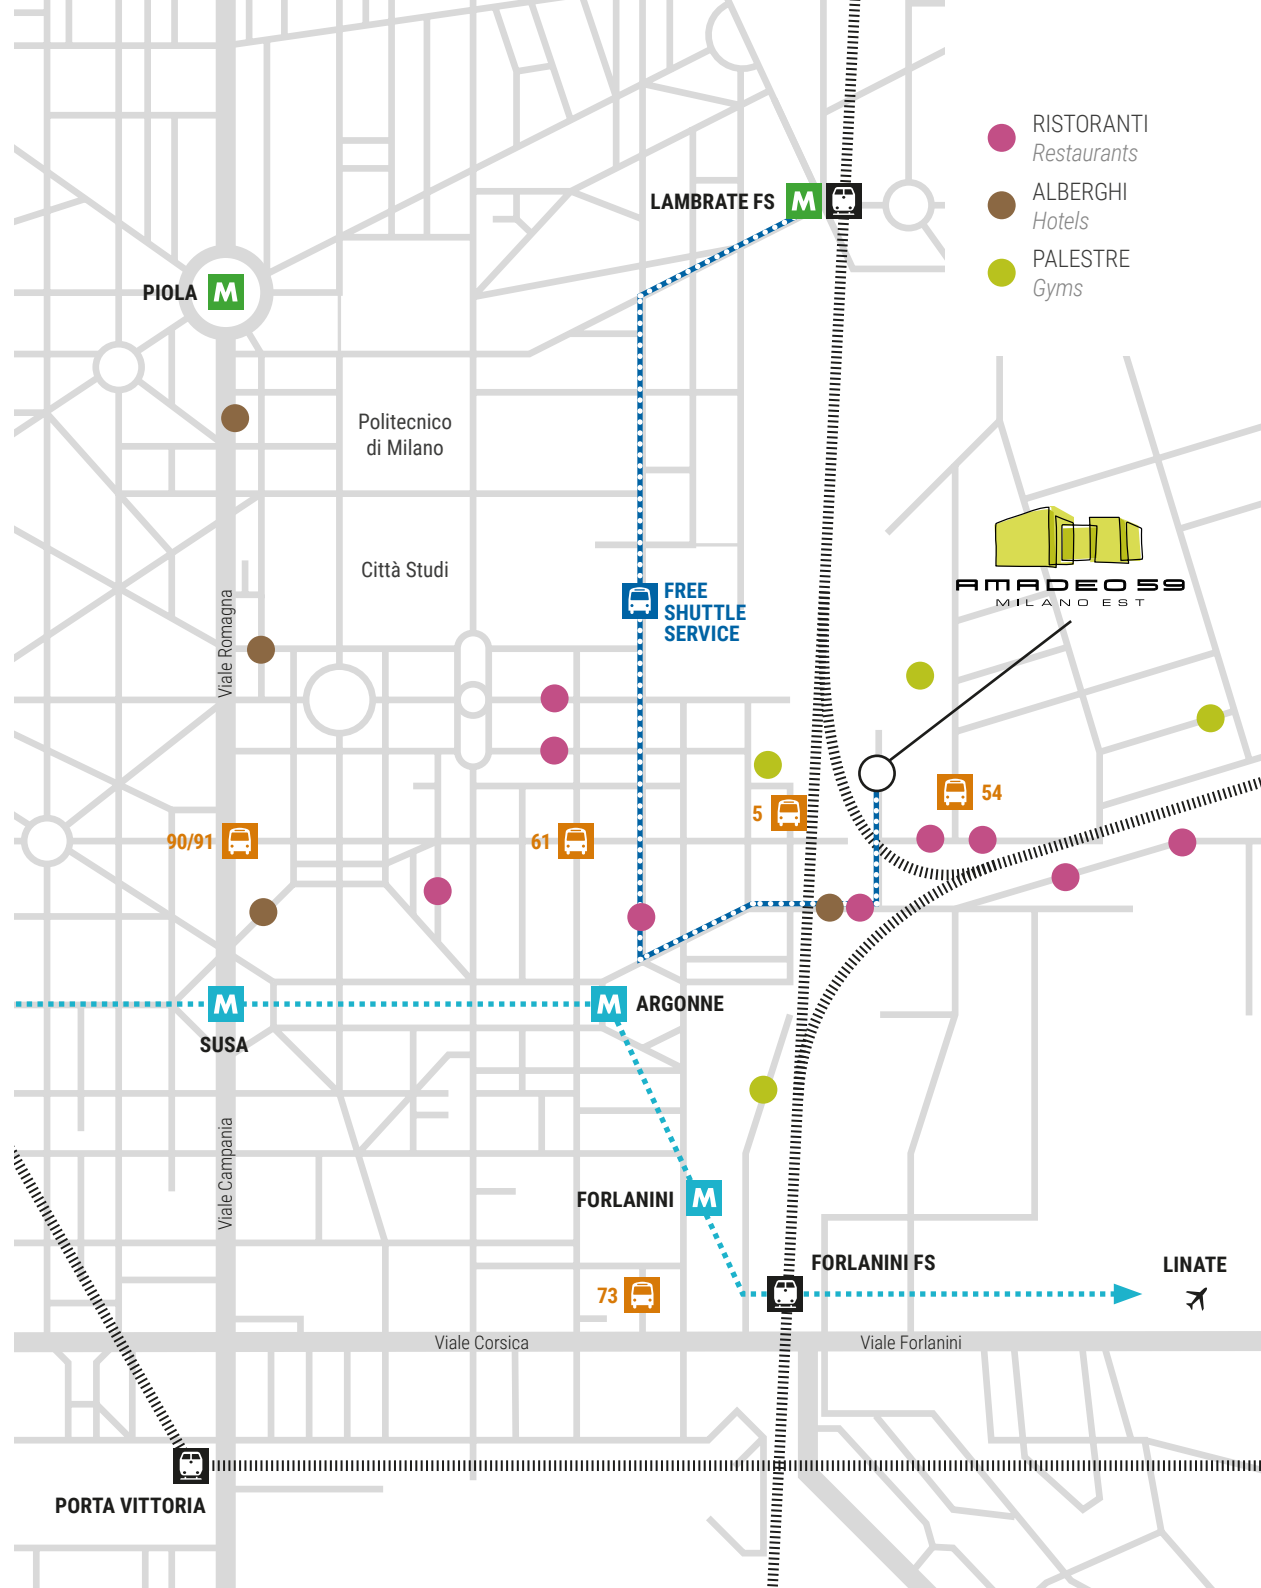 RISTORANTI
Restaurants
ALBERGHI
Hotels
PALESTRE
Gyms
LAMBRATE FS
M
PIOLA
M
Politecnico
di Milano
Città Studi
AMADEO 59
MILANO EST
FREE
SHUTTLE
SERVICE
Viale Romagna
54
5
90/91
61
M
SUSA
M
ARGONNE
Viale Campania
FORLANINI
M
FORLANINI FS
LINATE
73
Viale Corsica
Viale Forlanini
PORTA VITTORIA